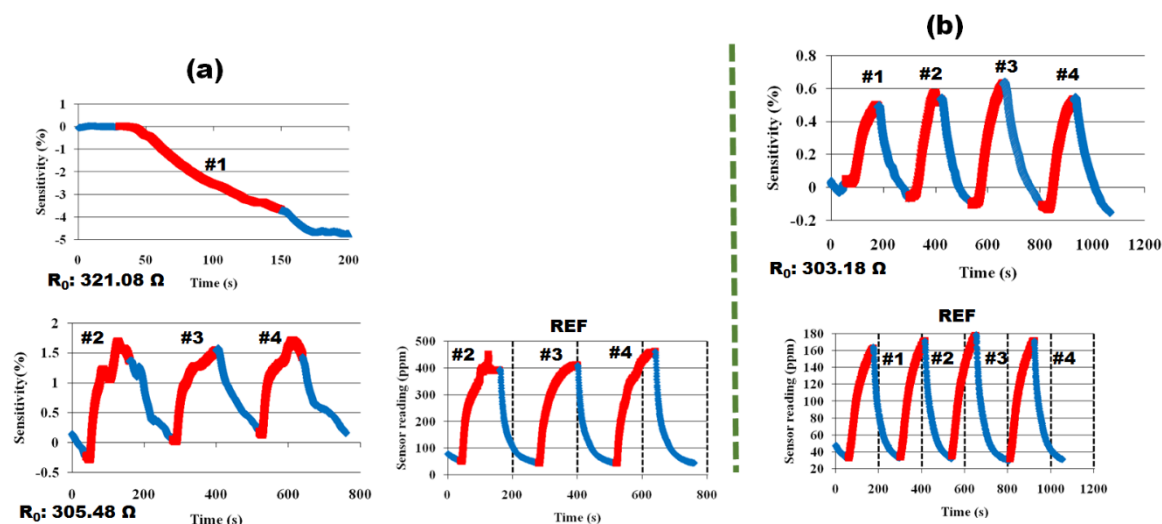 (a)
1
0
-1
-2
-3
-4
-5
Sensitivity (%)
#1
0 50 100 150 200
R₀: 321.08 Ω Time (s)
2
1.5
1
0.5
0
-0.5
Sensitivity(%)
#2 #3 #4
0 200 400 600 800
R₀: 305.48 Ω Time (s)
REF
500
400
300
200
100
0
Sensor reading (ppm)
#2 #3 #4
0 200 400 600 800
Time (s)
(b)
0.8
0.6
0.4
0.2
0
-0.2
Sensitivity (%)
#1 #2 #3 #4
0 200 400 600 800 1000 1200
R₀: 303.18 Ω Time (s)
REF
180
160
140
120
100
80
60
40
20
Sensor reading (ppm)
#1 #2 #3 #4
0 200 400 600 800 1000 1200
Time (s)